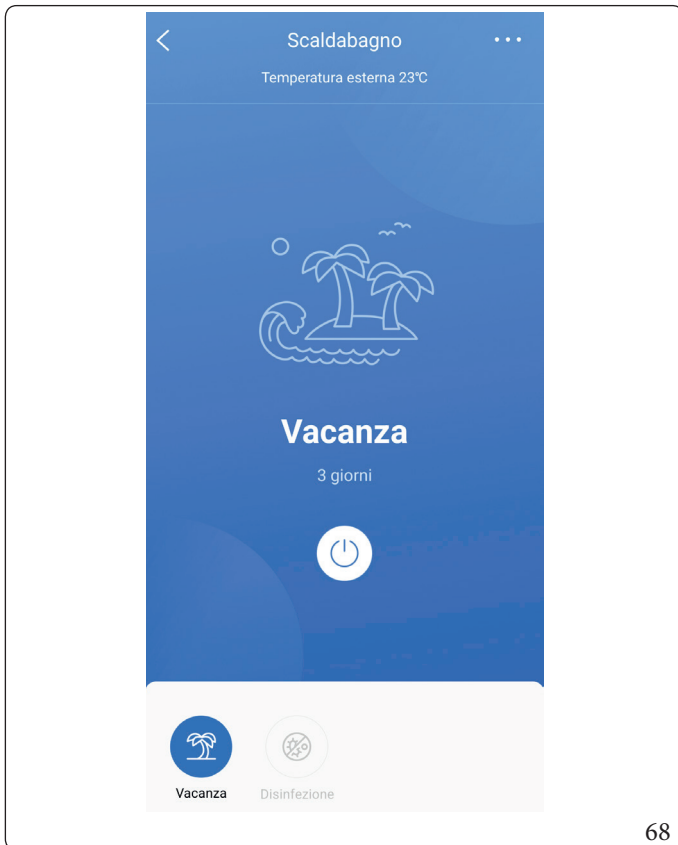 Scaldabagno
Temperatura esterna 23℃
Vacanza
3 giorni
Vacanza
Disinfezione
68